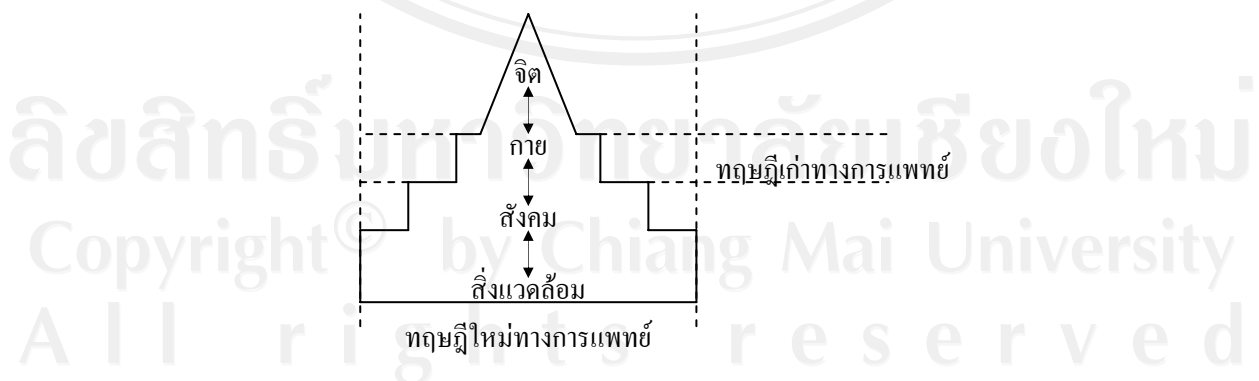 จิต
กาย
ทฤษฎีเก่าทางการแพทย์
สังคม
สิ่งแวดล้อม
ทฤษฎีใหม่ทางการแพทย์
ลิขสิทธิ์มหาวิทยาลัยเชียงใหม่
Copyright© by Chiang Mai University
All rights reserved